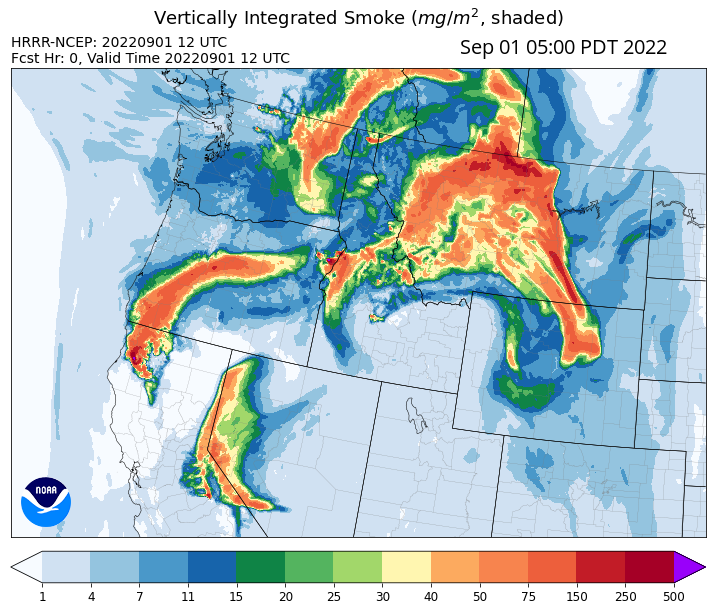 Vertically Integrated Smoke (mg/m², shaded)
HRRR-NCEP: 20220901 12 UTC
Fcst Hr: 0, Valid Time 20220901 12 UTC
Sep 01 05:00 PDT 2022
NOAA
1 4 7 11 15 20 25 30 40 50 75 150 250 500